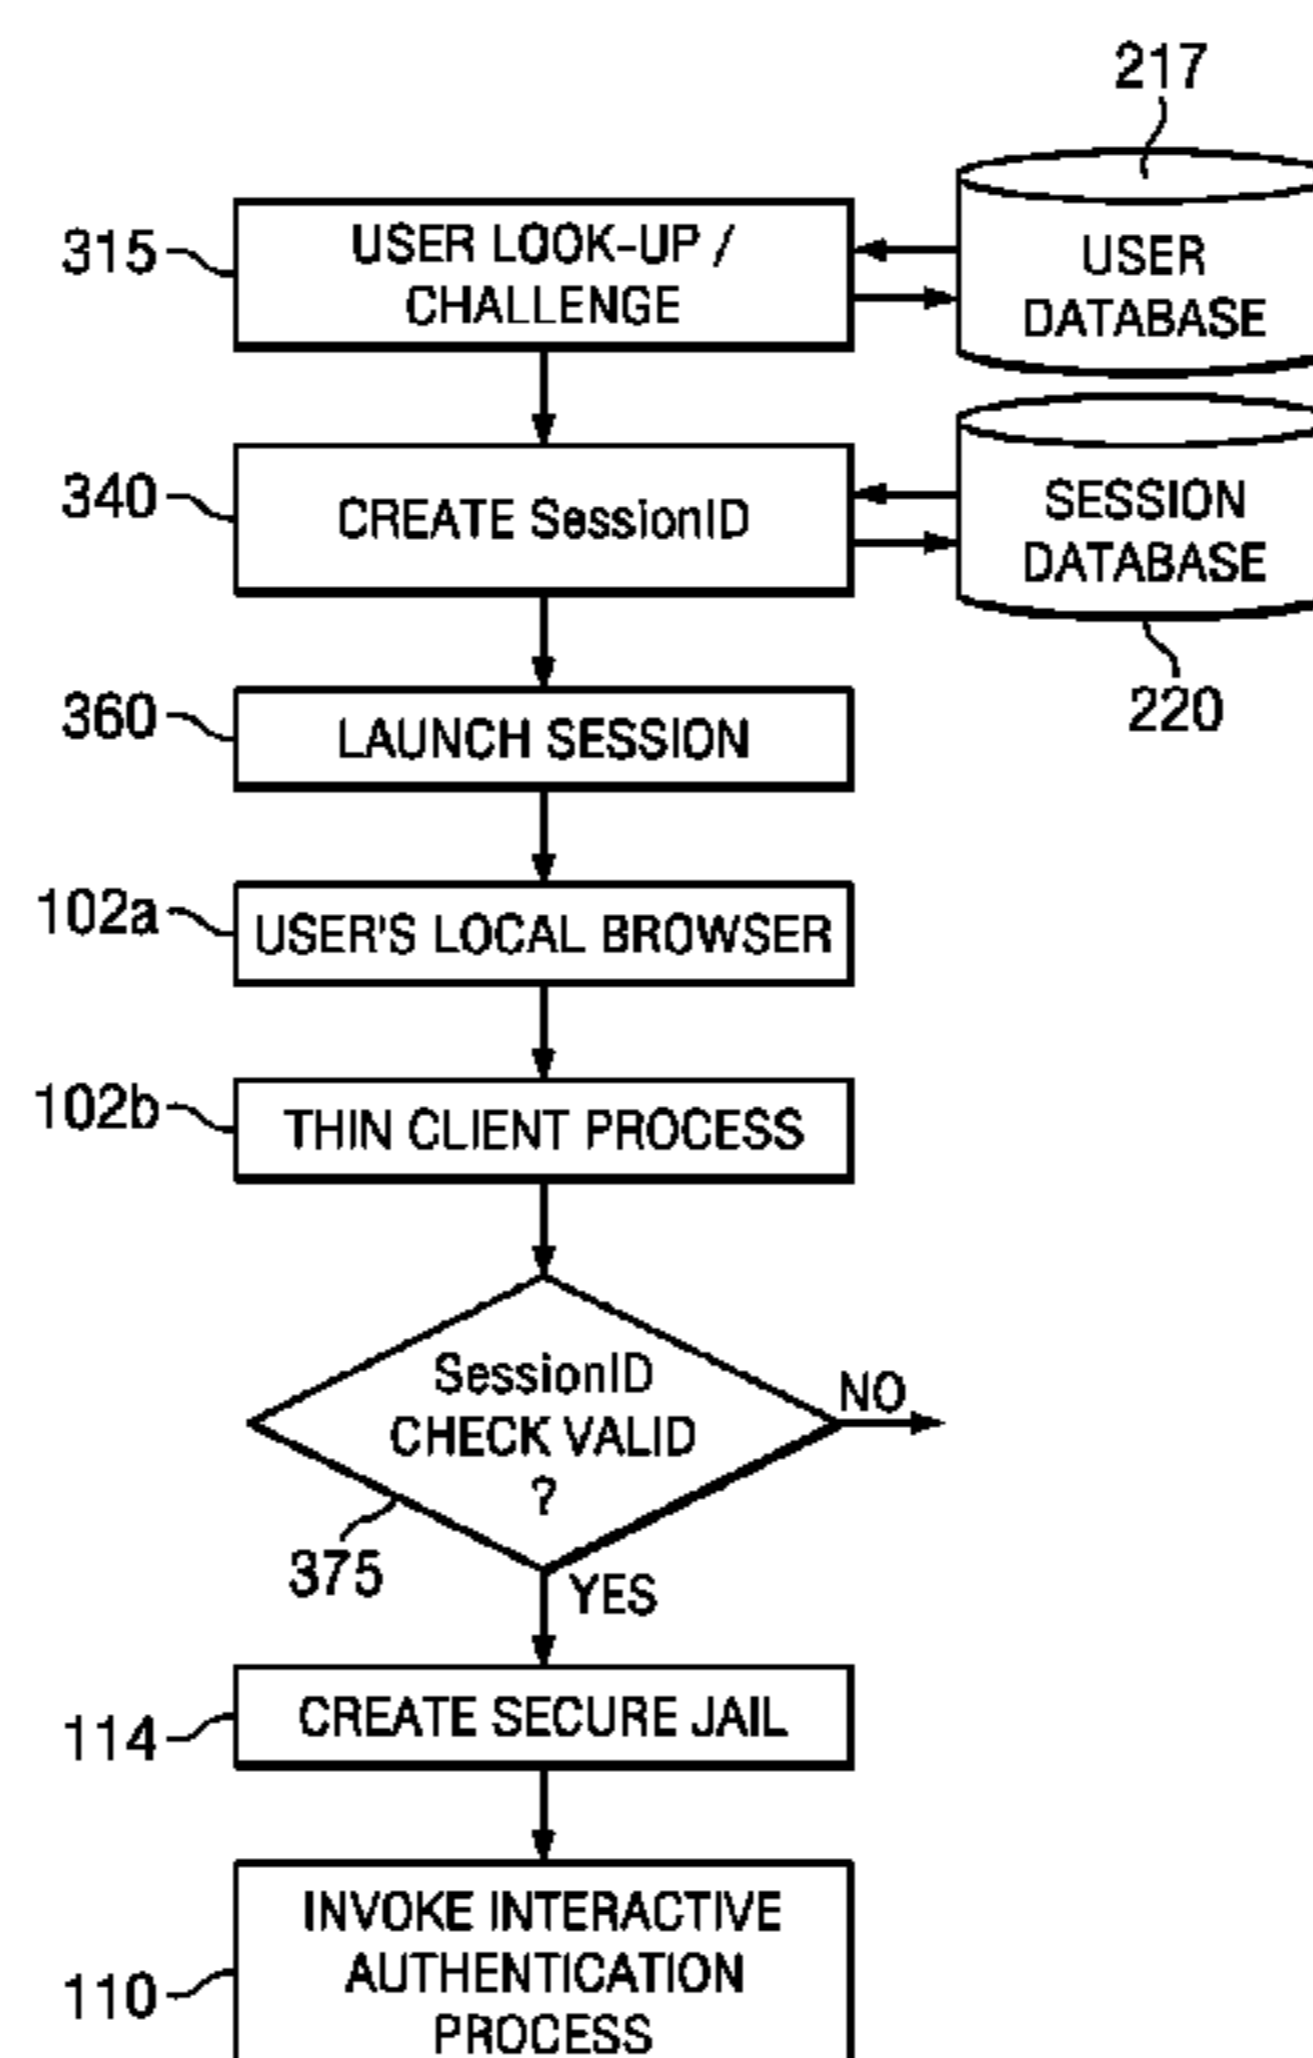 217
315
USER LOOK-UP /
CHALLENGE
USER
DATABASE
340
CREATE SessionID
SESSION
DATABASE
220
360
LAUNCH SESSION
102a
USER'S LOCAL BROWSER
102b
THIN CLIENT PROCESS
SessionID
CHECK VALID
?
NO
375
YES
114
CREATE SECURE JAIL
110
INVOKE INTERACTIVE
AUTHENTICATION
PROCESS